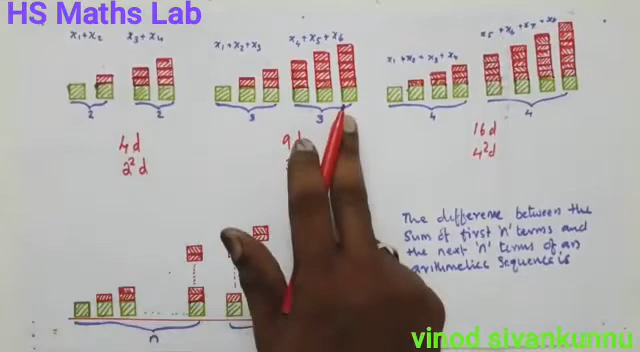 HS Maths Lab
x₁+x₂
x₃+x₄
x₁+x₂+x₃
x₄+x₅+x₆
x₁+x₂+x₃+x₄
x₅+x₆+x₇+x₈
2
2
3
3
4
4
4d
2²d
9d
16d
4²d
The difference between the
Sum of first 'n' terms and
the next 'n' terms of an
arithmetic Sequence is
n
vinod sivankunnu